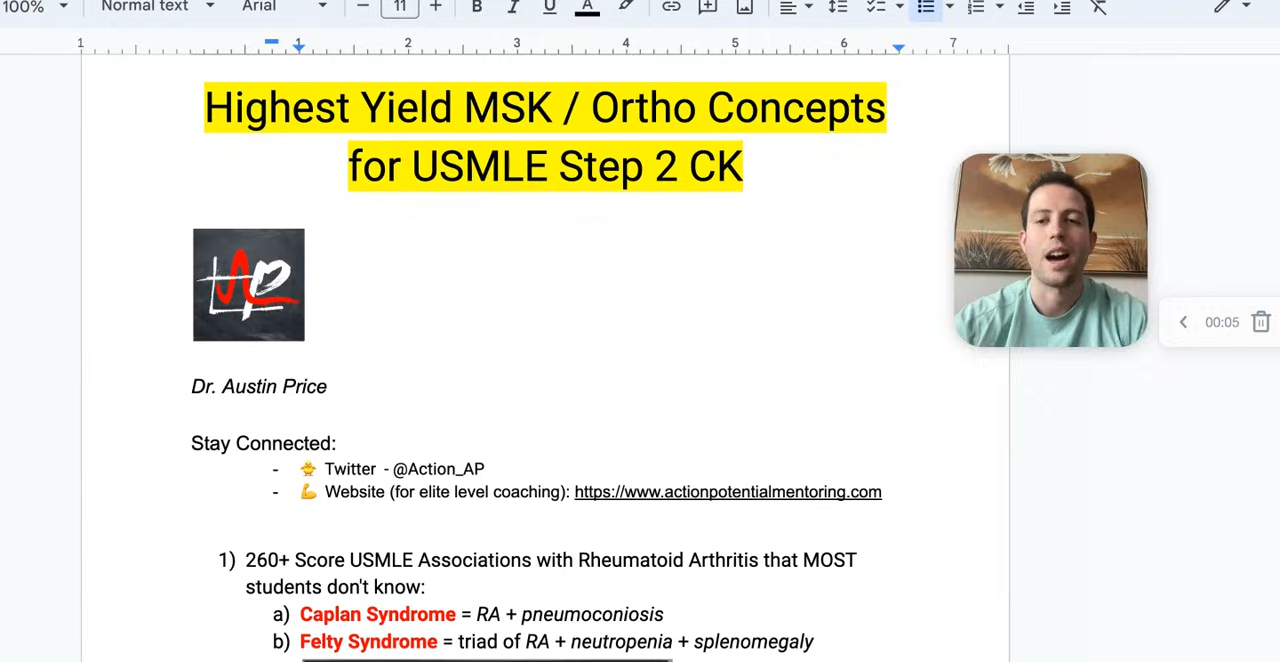 100% Normal text Arial 11 B I U A
1 1 2 3 4 5 6 7
Highest Yield MSK / Ortho Concepts
for USMLE Step 2 CK
AP
00:05
Dr. Austin Price
Stay Connected:
- 🐥 Twitter - @Action_AP
- 💪 Website (for elite level coaching): https://www.actionpotentialmentoring.com
1) 260+ Score USMLE Associations with Rheumatoid Arthritis that MOST
students don't know:
a) Caplan Syndrome = RA + pneumoconiosis
b) Felty Syndrome = triad of RA + neutropenia + splenomegaly